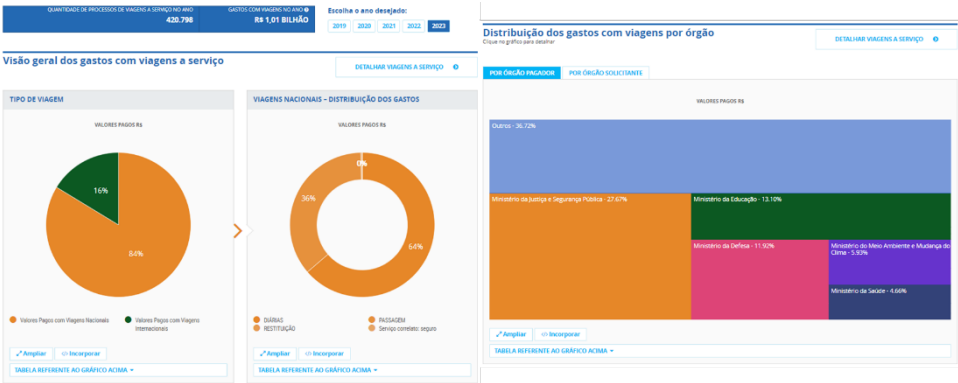 QUANTIDADE DE PROCESSOS DE VIAGENS A SERVIÇO NO ANO
420.798
GASTOS COM VIAGENS NO ANO
R$ 1,01 BILHÃO
Escolha o ano desejado:
2019 2020 2021 2022 2023
Visão geral dos gastos com viagens a serviço
DETALHAR VIAGENS A SERVIÇO
TIPO DE VIAGEM
VALORES PAGOS R$
16%
84%
Valores Pagos com Viagens Nacionais
Valores Pagos com Viagens
Internacionais
Ampliar
Incorporar
TABELA REFERENTE AO GRÁFICO ACIMA
VIAGENS NACIONAIS – DISTRIBUIÇÃO DOS GASTOS
VALORES PAGOS R$
0%
36%
64%
DIÁRIAS
PASSAGEM
RESTITUIÇÃO
Serviço correlato: seguro
Ampliar
Incorporar
TABELA REFERENTE AO GRÁFICO ACIMA
Distribuição dos gastos com viagens por órgão
Clique no gráfico para detalhar
DETALHAR VIAGENS A SERVIÇO
POR ÓRGÃO PAGADOR
POR ÓRGÃO SOLICITANTE
VALORES PAGOS R$
Outros - 36.72%
Ministério da Justiça e Segurança Pública - 27.67%
Ministério da Educação - 13.10%
Ministério da Defesa - 11.92%
Ministério do Meio Ambiente e Mudança do
Clima - 5.93%
Ministério da Saúde - 4.66%
Ampliar
Incorporar
TABELA REFERENTE AO GRÁFICO ACIMA